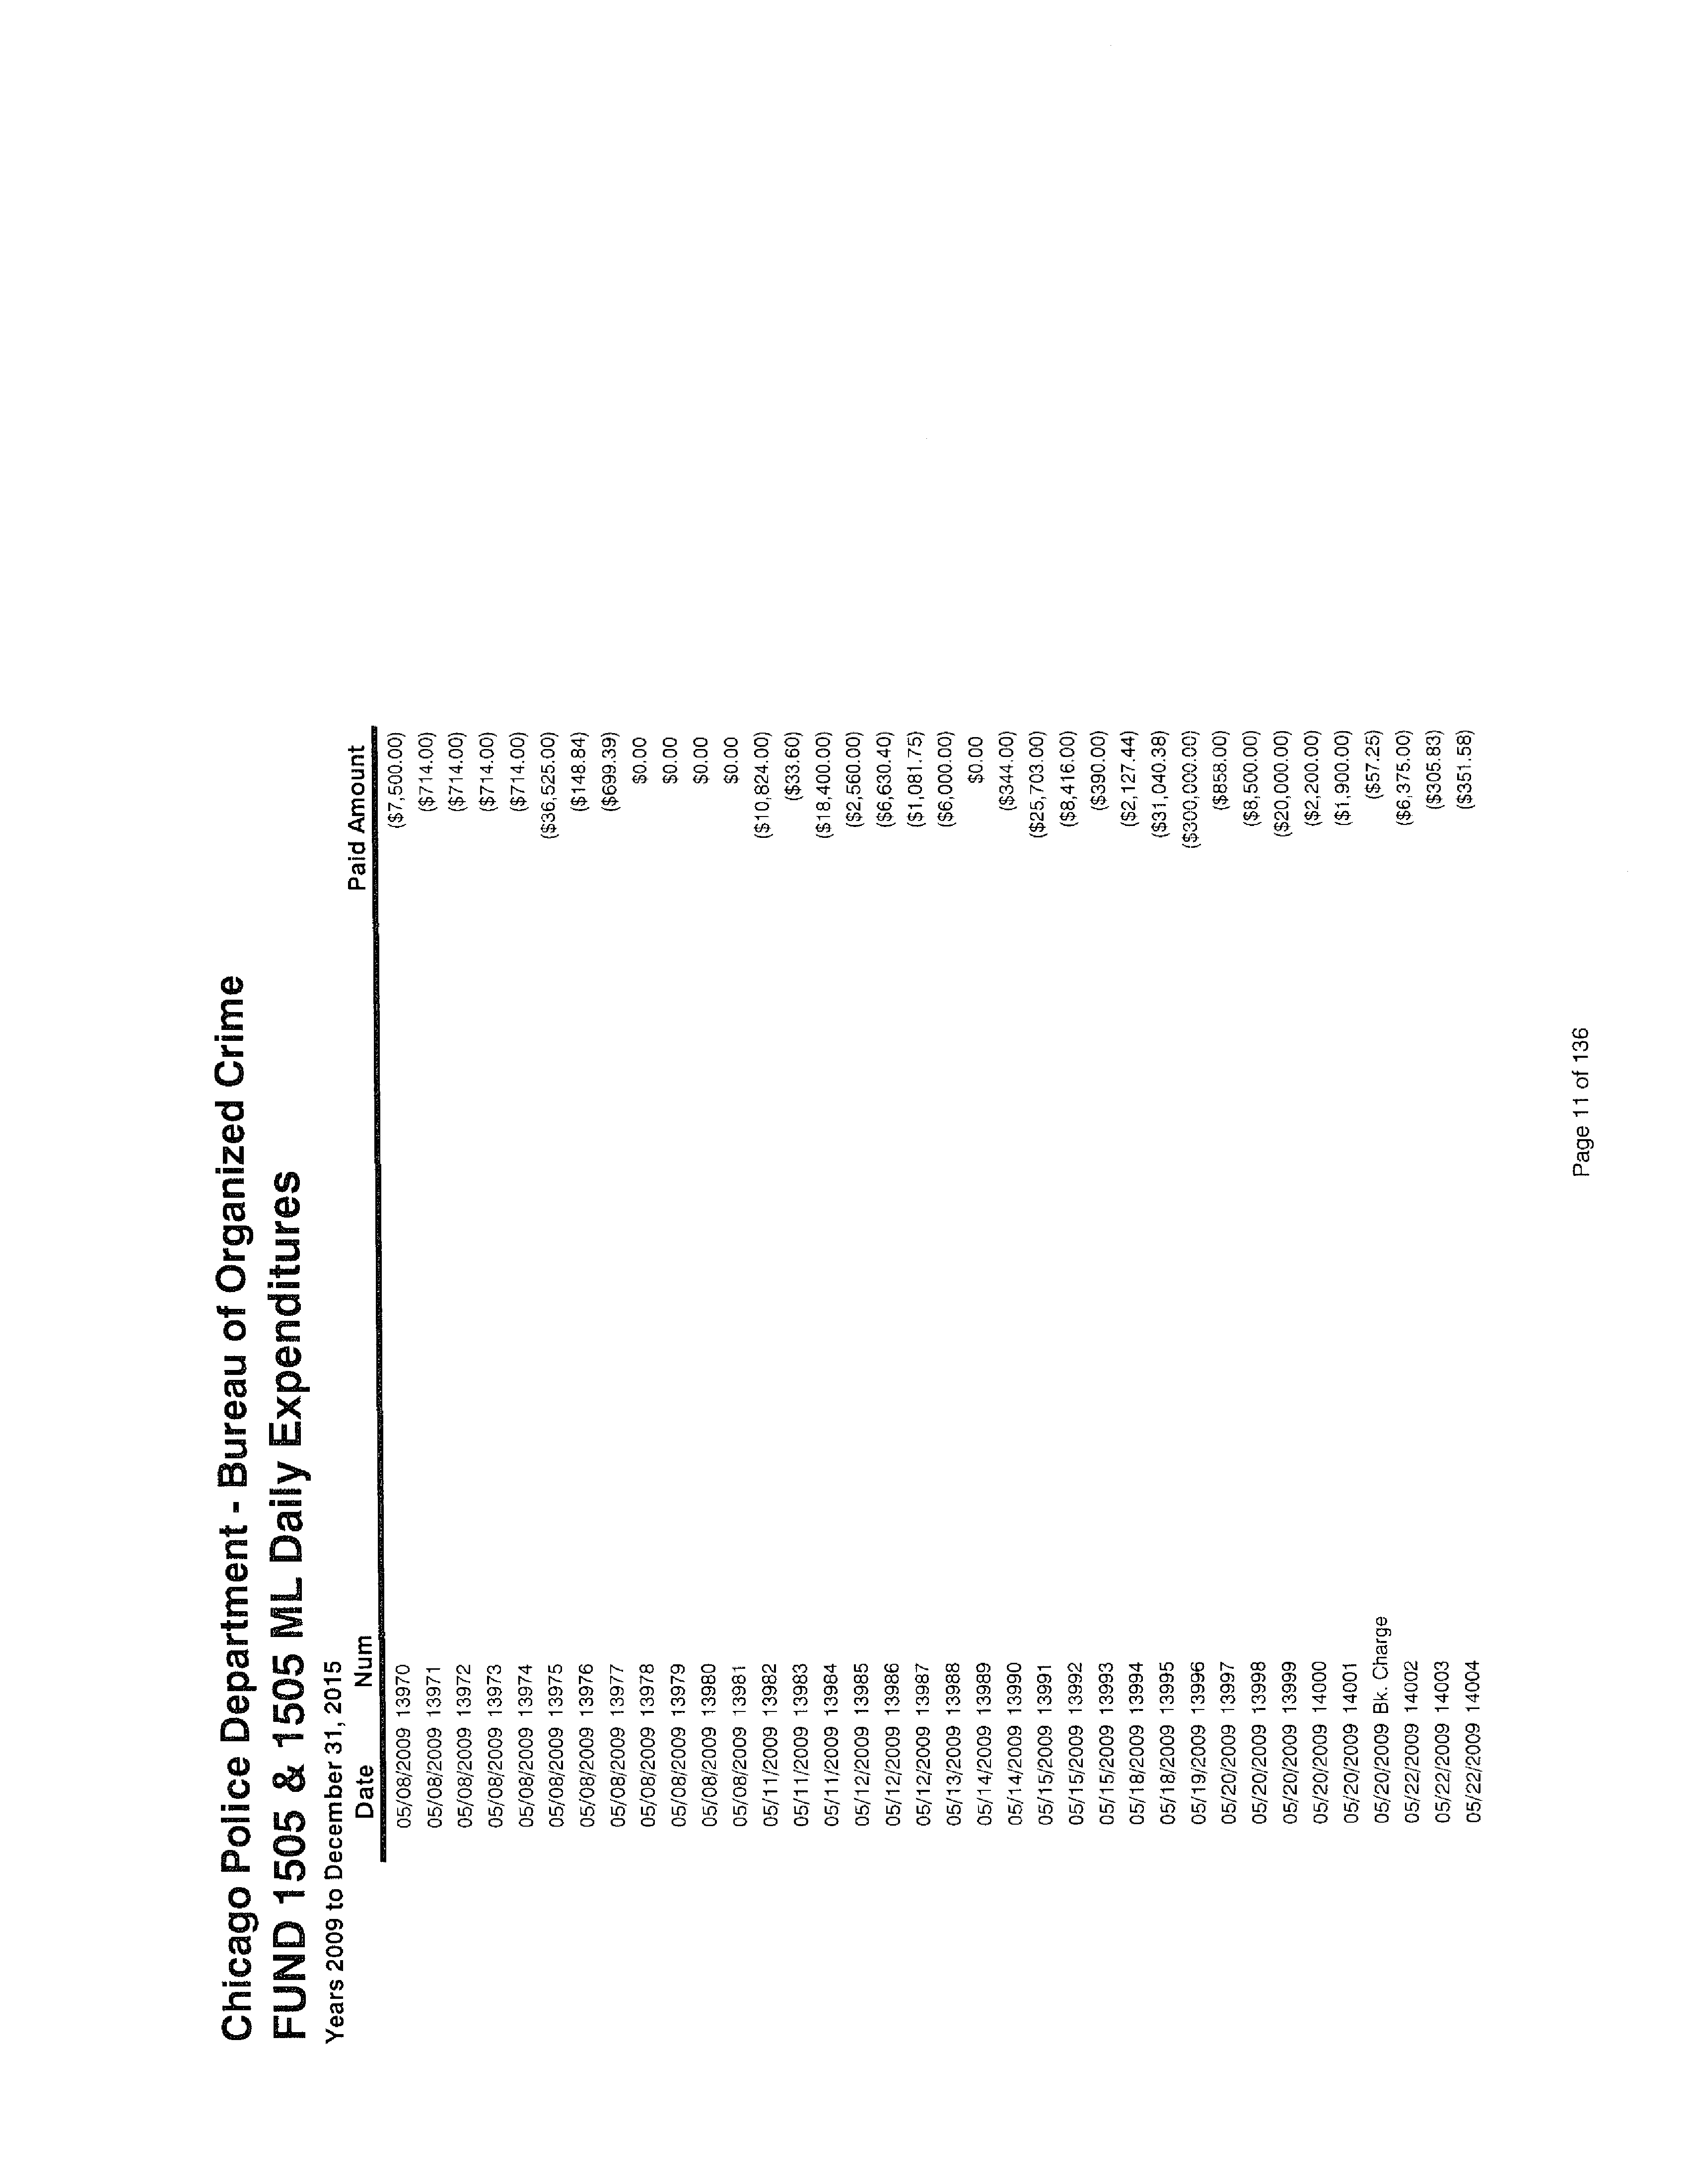 Chicago Police Department - Bureau of Organized Crime
FUND 1505 & 1505 ML Daily Expenditures
Years 2009 to December 31, 2015
Date Num Paid Amount
05/08/2009 13970 ($7,500.00)
05/08/2009 13971 ($714.00)
05/08/2009 13972 ($714.00)
05/08/2009 13973 ($714.00)
05/08/2009 13974 ($714.00)
05/08/2009 13975 ($36,525.00)
05/08/2009 13976 ($148.84)
05/08/2009 13977 ($699.39)
05/08/2009 13978 $0.00
05/08/2009 13979 $0.00
05/08/2009 13980 $0.00
05/08/2009 13981 $0.00
05/11/2009 13982 ($10,824.00)
05/11/2009 13983 ($33.60)
05/11/2009 13984 ($18,400.00)
05/12/2009 13985 ($2,560.00)
05/12/2009 13986 ($6,630.40)
05/12/2009 13987 ($1,081.75)
05/13/2009 13988 ($6,000.00)
05/14/2009 13989 $0.00
05/14/2009 13990 ($344.00)
05/15/2009 13991 ($25,703.00)
05/15/2009 13992 ($8,416.00)
05/15/2009 13993 ($390.00)
05/18/2009 13994 ($2,127.44)
05/18/2009 13995 ($31,040.38)
05/19/2009 13996 ($300,000.00)
05/20/2009 13997 ($858.00)
05/20/2009 13998 ($8,500.00)
05/20/2009 13999 ($20,000.00)
05/20/2009 14000 ($2,200.00)
05/20/2009 14001 ($1,900.00)
05/20/2009 Bk. Charge ($57.25)
05/22/2009 14002 ($6,375.00)
05/22/2009 14003 ($305.83)
05/22/2009 14004 ($351.58)
Page 11 of 136